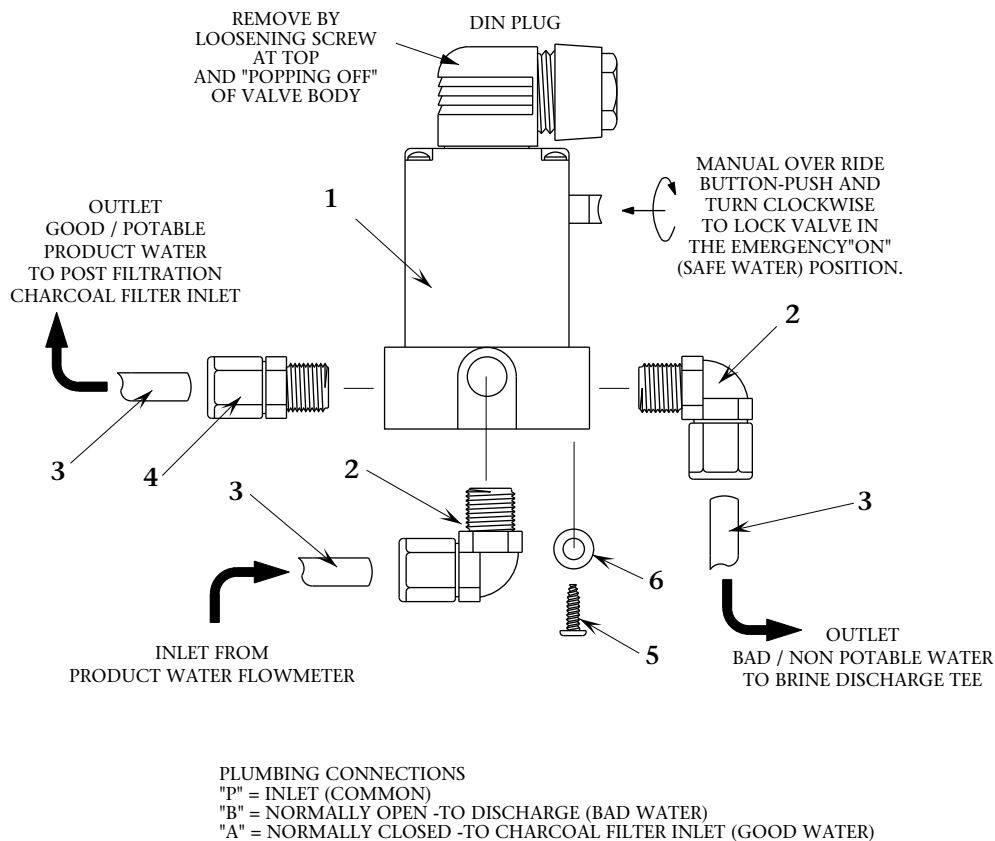 REMOVE BY
LOOSENING SCREW
AT TOP
AND "POPPING OFF"
OF VALVE BODY
DIN PLUG
MANUAL OVER RIDE
BUTTON-PUSH AND
TURN CLOCKWISE
TO LOCK VALVE IN
THE EMERGENCY"ON"
(SAFE WATER) POSITION.
1
OUTLET
GOOD / POTABLE
PRODUCT WATER
TO POST FILTRATION
CHARCOAL FILTER INLET
2
3
4
2
3
3
6
5
INLET FROM
PRODUCT WATER FLOWMETER
OUTLET
BAD / NON POTABLE WATER
TO BRINE DISCHARGE TEE
PLUMBING CONNECTIONS
"P" = INLET (COMMON)
"B" = NORMALLY OPEN -TO DISCHARGE (BAD WATER)
"A" = NORMALLY CLOSED -TO CHARCOAL FILTER INLET (GOOD WATER)